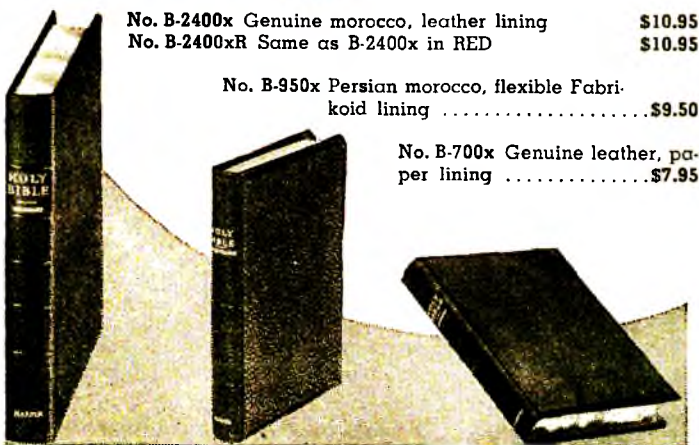 No. B-2400x Genuine morocco, leather lining $10.95
No. B-2400xR Same as B-2400x in RED $10.95
No. B-950x Persian morocco, flexible Fabri-
koid lining ....................$9.50
No. B-700x Genuine leather, pa-
per lining ..............$7.95
HOLY
BIBLE
HARPER
HOLY
BIBLE